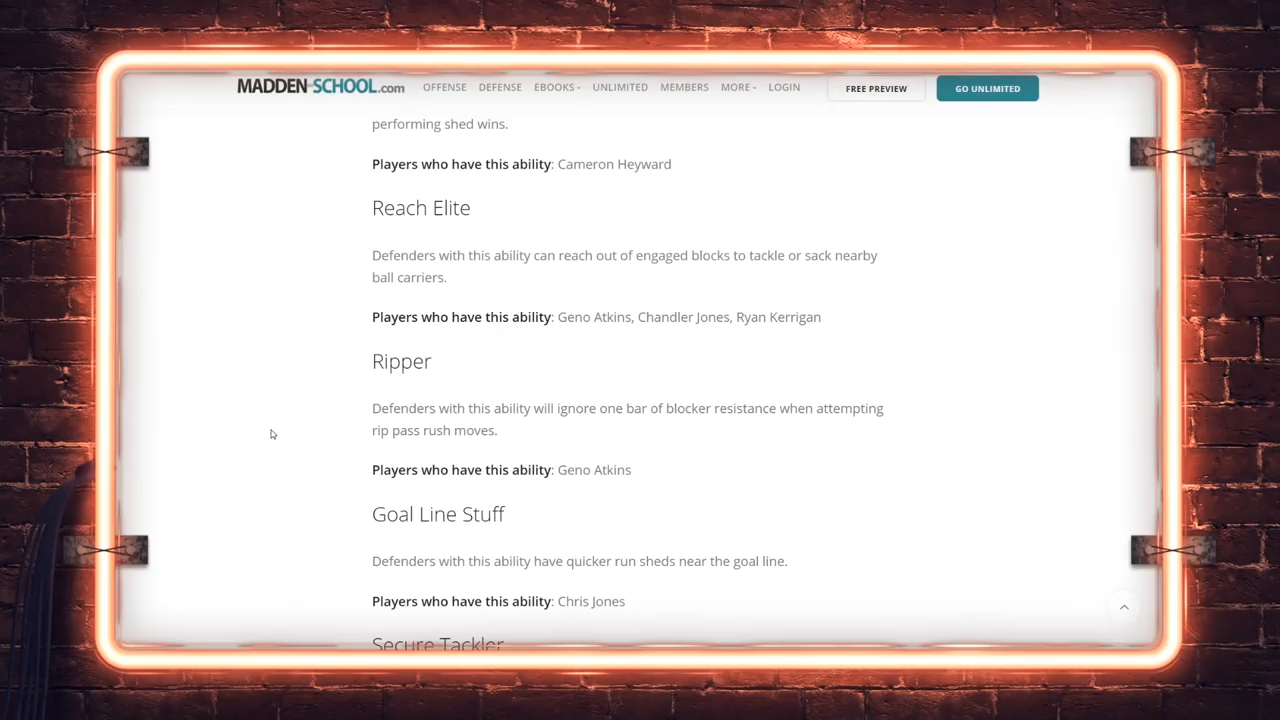 MADDEN-SCHOOL.com OFFENSE DEFENSE EBOOKS UNLIMITED MEMBERS MORE LOGIN FREE PREVIEW GO UNLIMITED
performing shed wins.
Players who have this ability: Cameron Heyward
Reach Elite
Defenders with this ability can reach out of engaged blocks to tackle or sack nearby
ball carriers.
Players who have this ability: Geno Atkins, Chandler Jones, Ryan Kerrigan
Ripper
Defenders with this ability will ignore one bar of blocker resistance when attempting
rip pass rush moves.
Players who have this ability: Geno Atkins
Goal Line Stuff
Defenders with this ability have quicker run sheds near the goal line.
Players who have this ability: Chris Jones
Secure Tackler